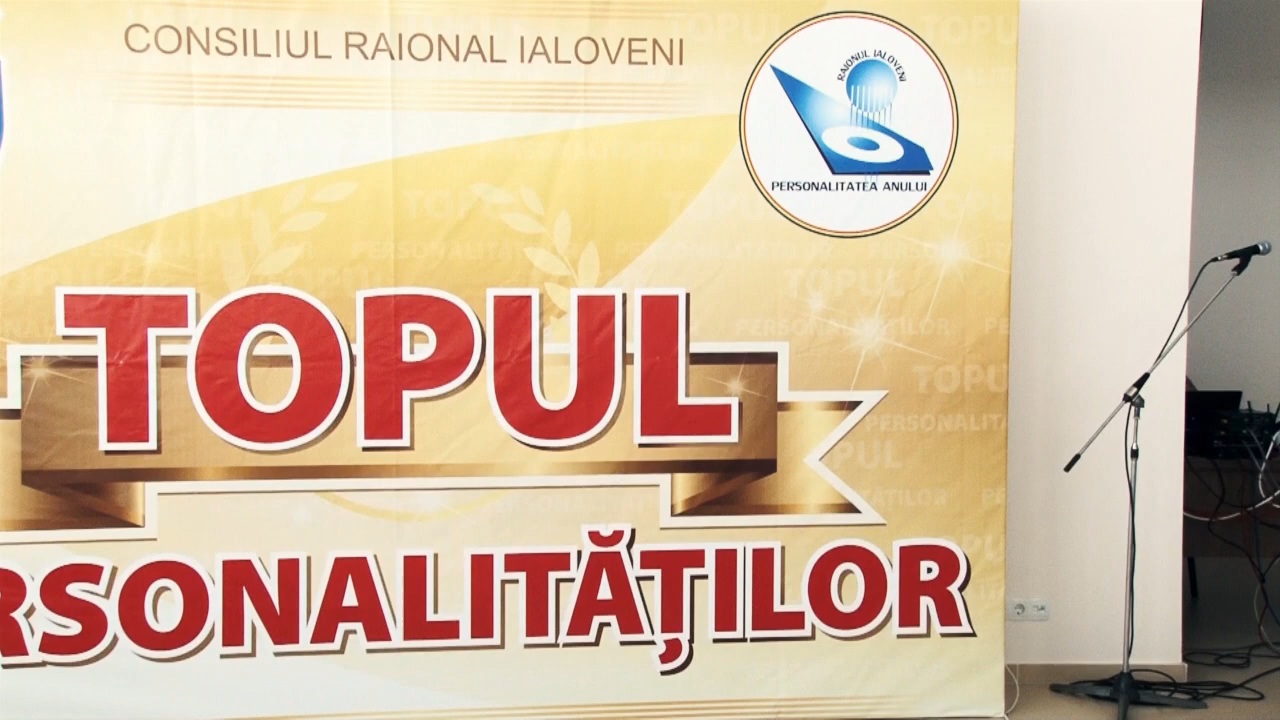 CONSILIUL RAIONAL IALOVENI
RAIONUL IALOVENI
PERSONALITATEA ANULUI
TOPUL
RSONALITĂȚILOR